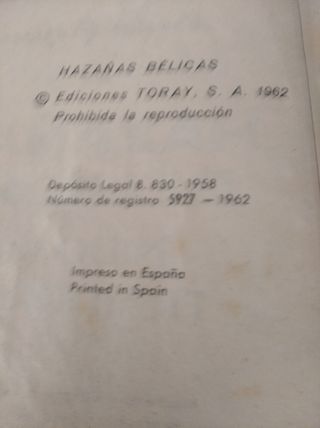 HAZAÑAS BÉLICAS
© Ediciones TORAY, S. A. 1962
Prohibida la reproducción
Depósito Legal B. 830 - 1958
Número de registro 5927 — 1962
Impreso en España
Printed in Spain